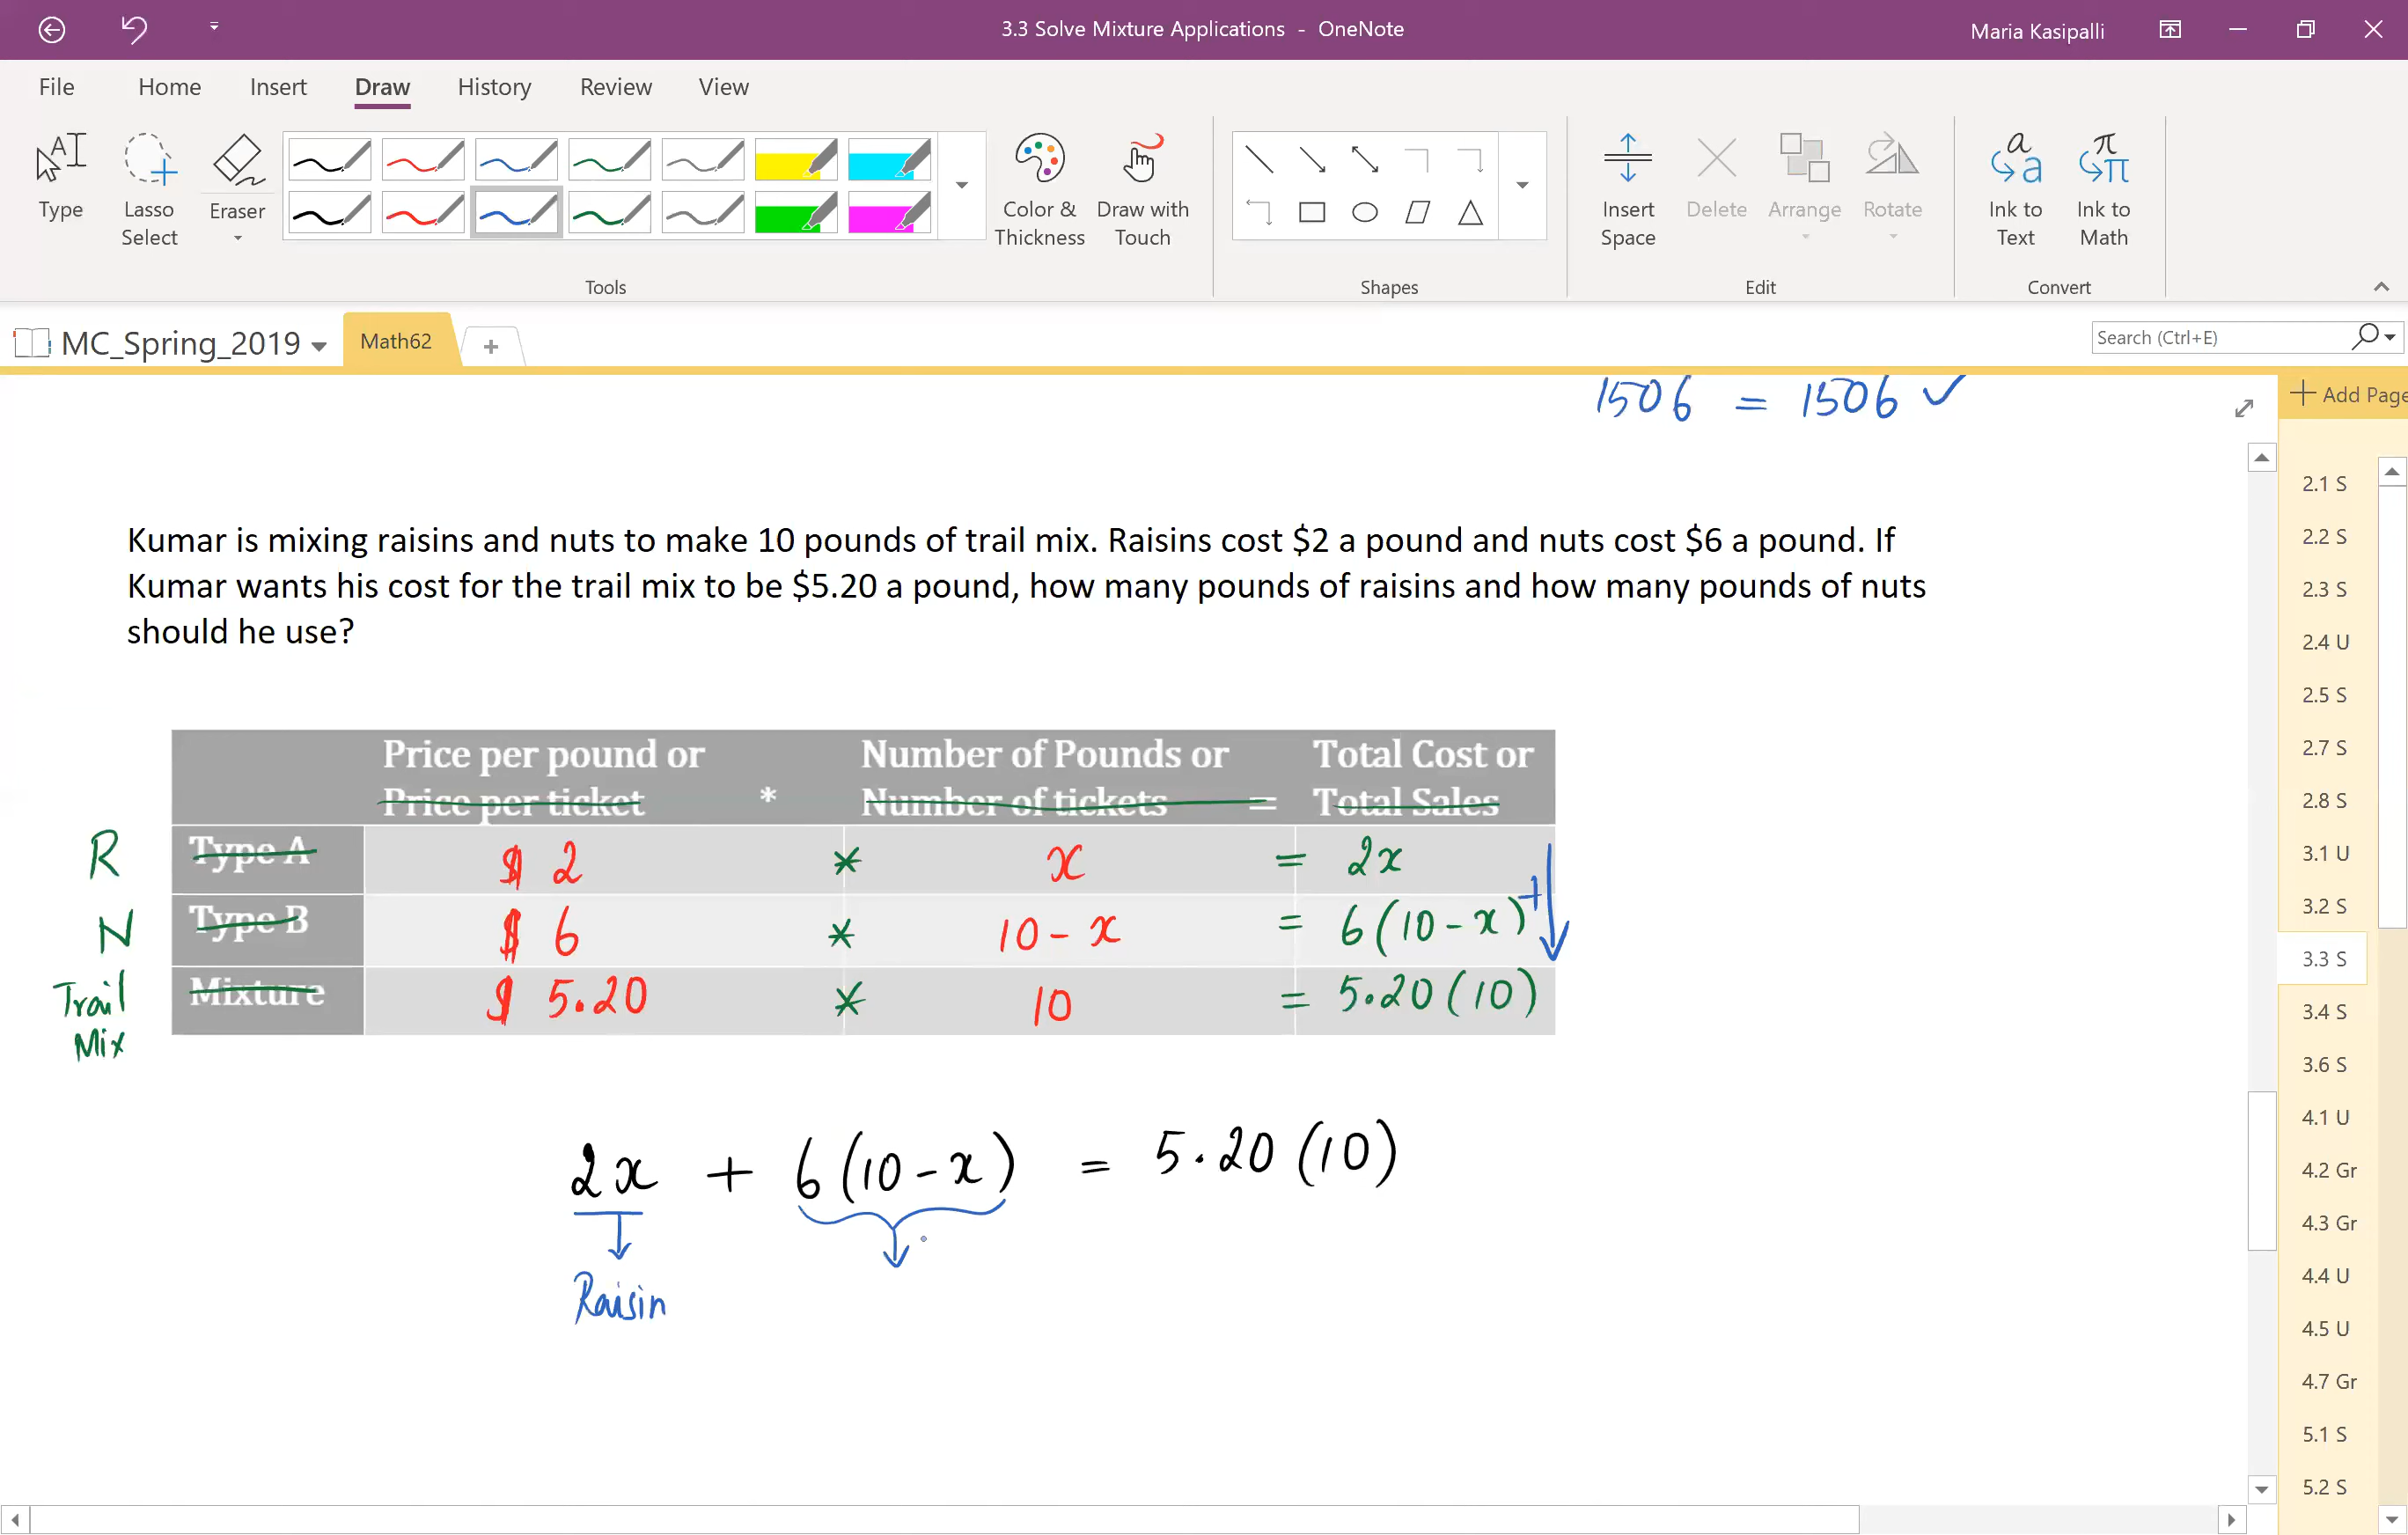 3.3 Solve Mixture Applications - OneNote
Maria Kasipalli
File Home Insert Draw History Review View
Type
Lasso Select
Eraser
Color & Thickness
Draw with Touch
Insert Space
Delete
Arrange
Rotate
Ink to Text
Ink to Math
Tools
Shapes
Edit
Convert
MC_Spring_2019
Math62
Search (Ctrl+E)
Add Page
1506 = 1506 ✓
Kumar is mixing raisins and nuts to make 10 pounds of trail mix. Raisins cost $2 a pound and nuts cost $6 a pound. If
Kumar wants his cost for the trail mix to be $5.20 a pound, how many pounds of raisins and how many pounds of nuts
should he use?
Price per pound or Number of Pounds or Total Cost or
Price per ticket * Number of tickets = Total Sales
R Type A $ 2 * x = 2x
N Type B $ 6 * 10 - x = 6(10 - x) +
Trail Mix Mixture $ 5.20 * 10 = 5.20(10)
2x + 6(10 - x) = 5.20(10)
Raisin
2.1 S
2.2 S
2.3 S
2.4 U
2.5 S
2.7 S
2.8 S
3.1 U
3.2 S
3.3 S
3.4 S
3.6 S
4.1 U
4.2 Gr
4.3 Gr
4.4 U
4.5 U
4.7 Gr
5.1 S
5.2 S